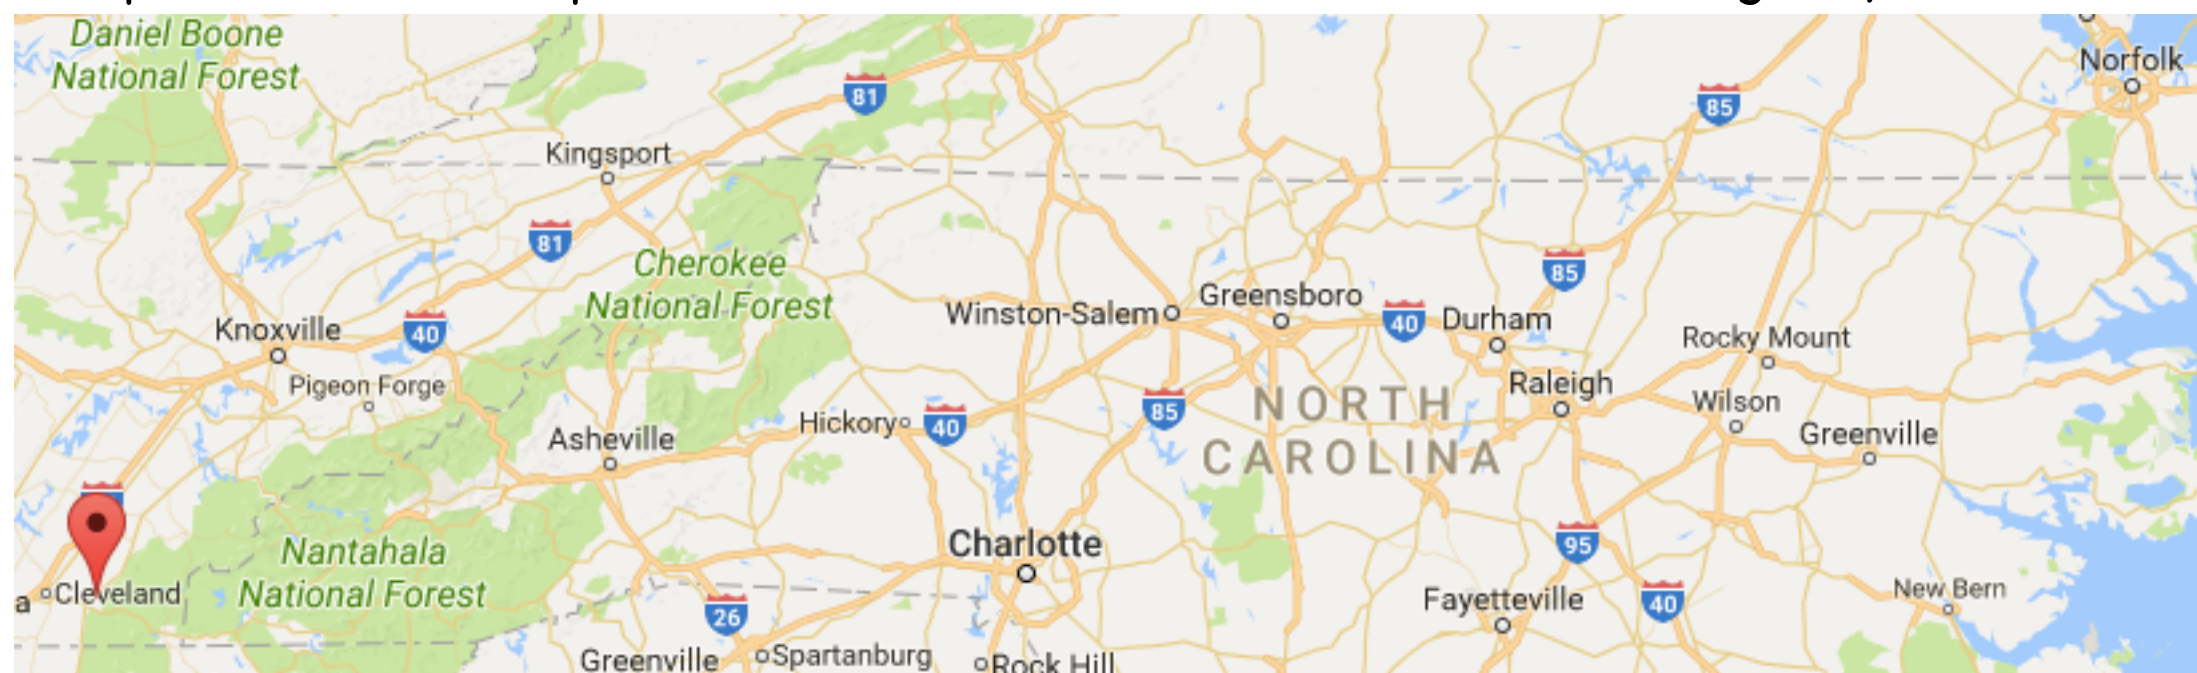 Daniel Boone
National Forest
Norfolk
81
85
Kingsport
81
Cherokee
National Forest
85
Winston-Salem
Greensboro
40
Durham
Knoxville
40
Rocky Mount
Pigeon Forge
Raleigh
Wilson
NORTH
CAROLINA
Asheville
Hickory
40
85
Greenville
Charlotte
95
Nantahala
National Forest
a
Cleveland
26
Fayetteville
40
New Bern
Greenville
Spartanburg
Rock Hill